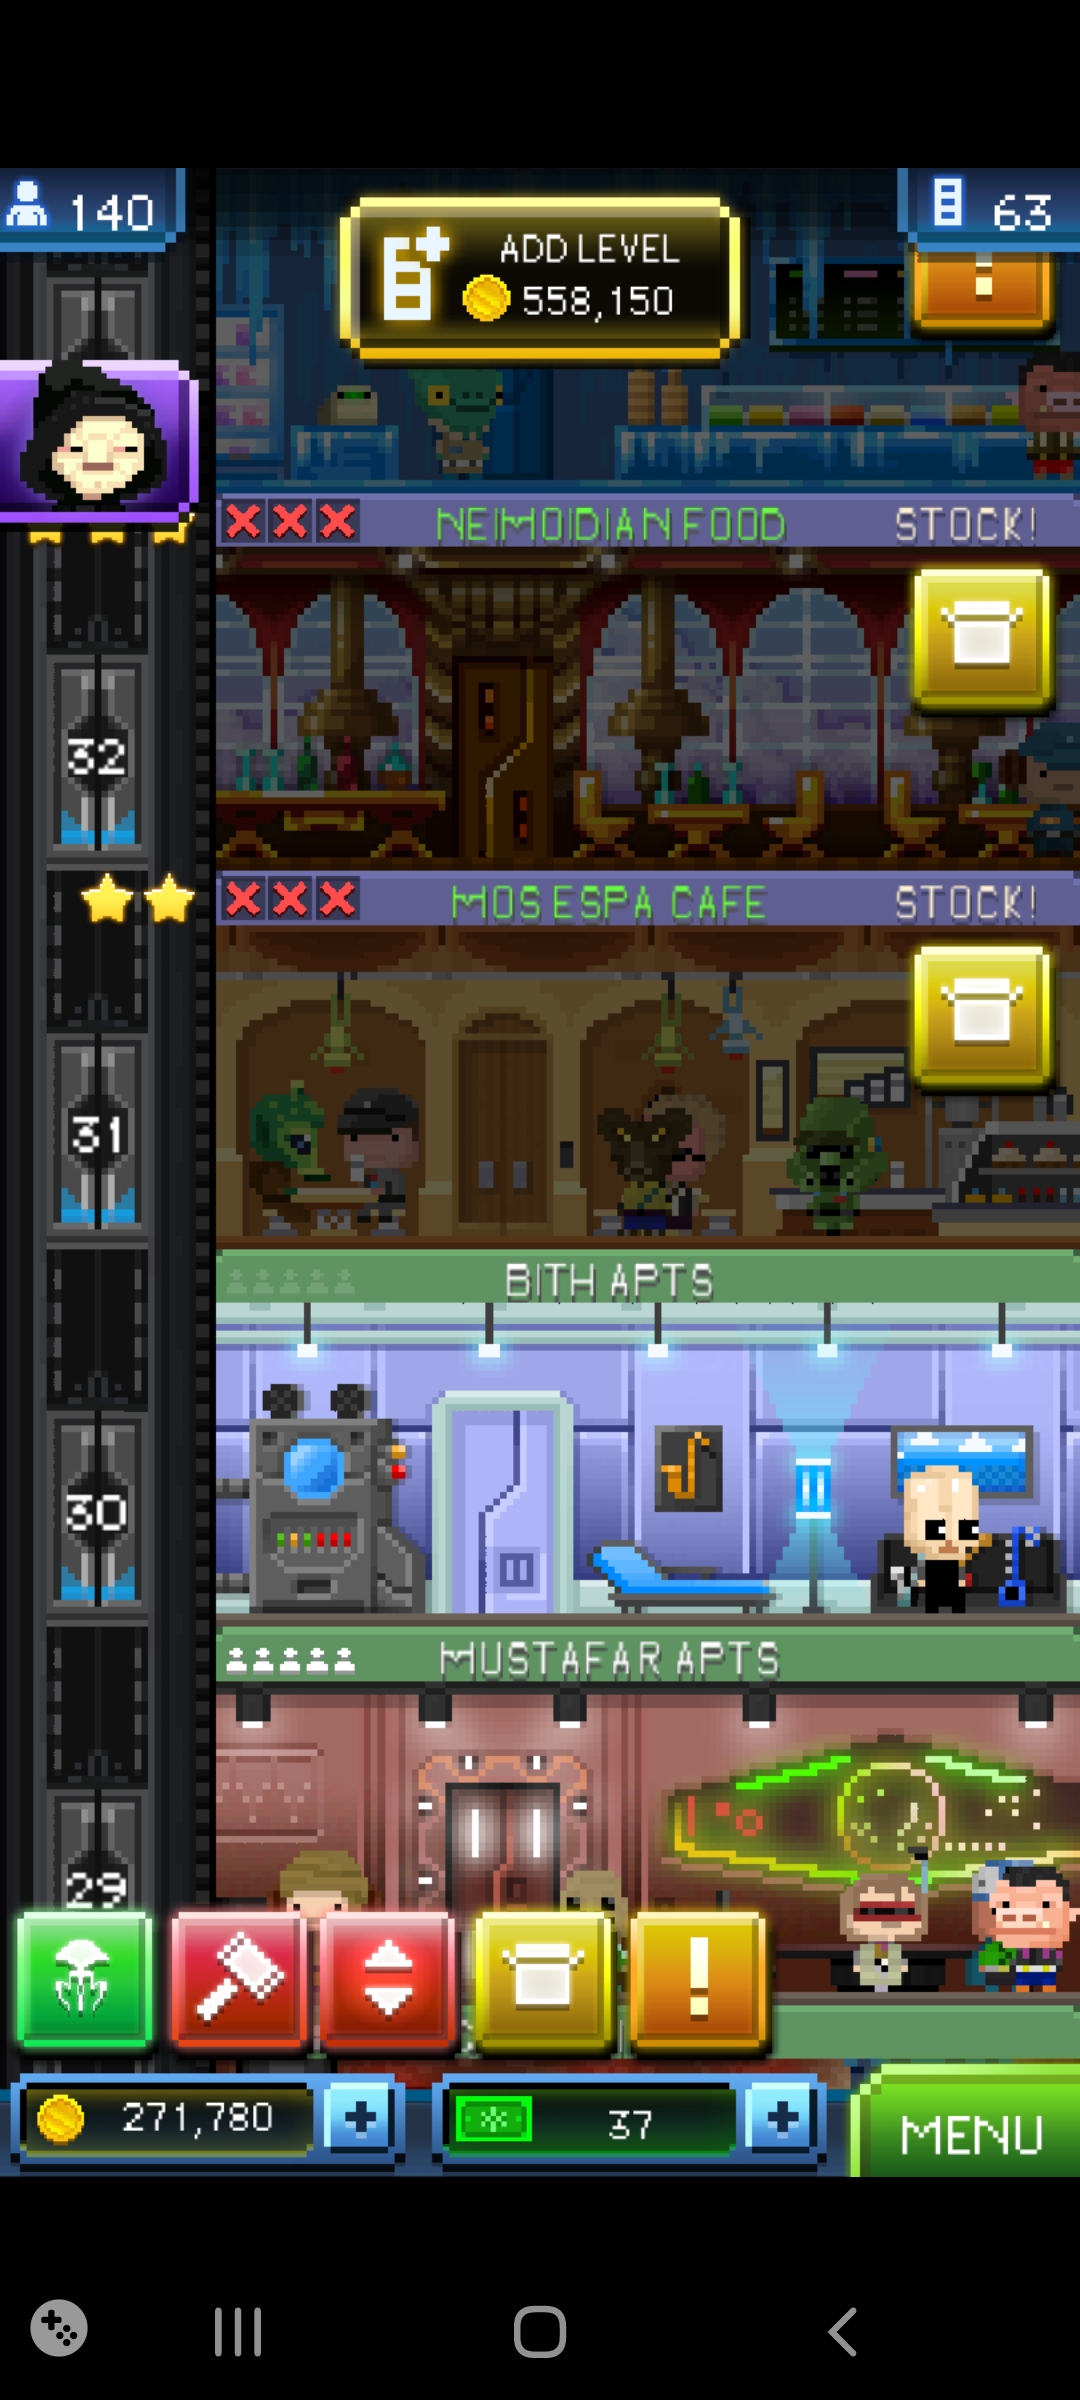 140
ADD LEVEL
558,150
63
NEIMOIDIAN FOOD STOCK!
32
MOS ESPA CAFE STOCK!
31
BITH APTS
30
MUSTAFAR APTS
29
271,780
37
MENU